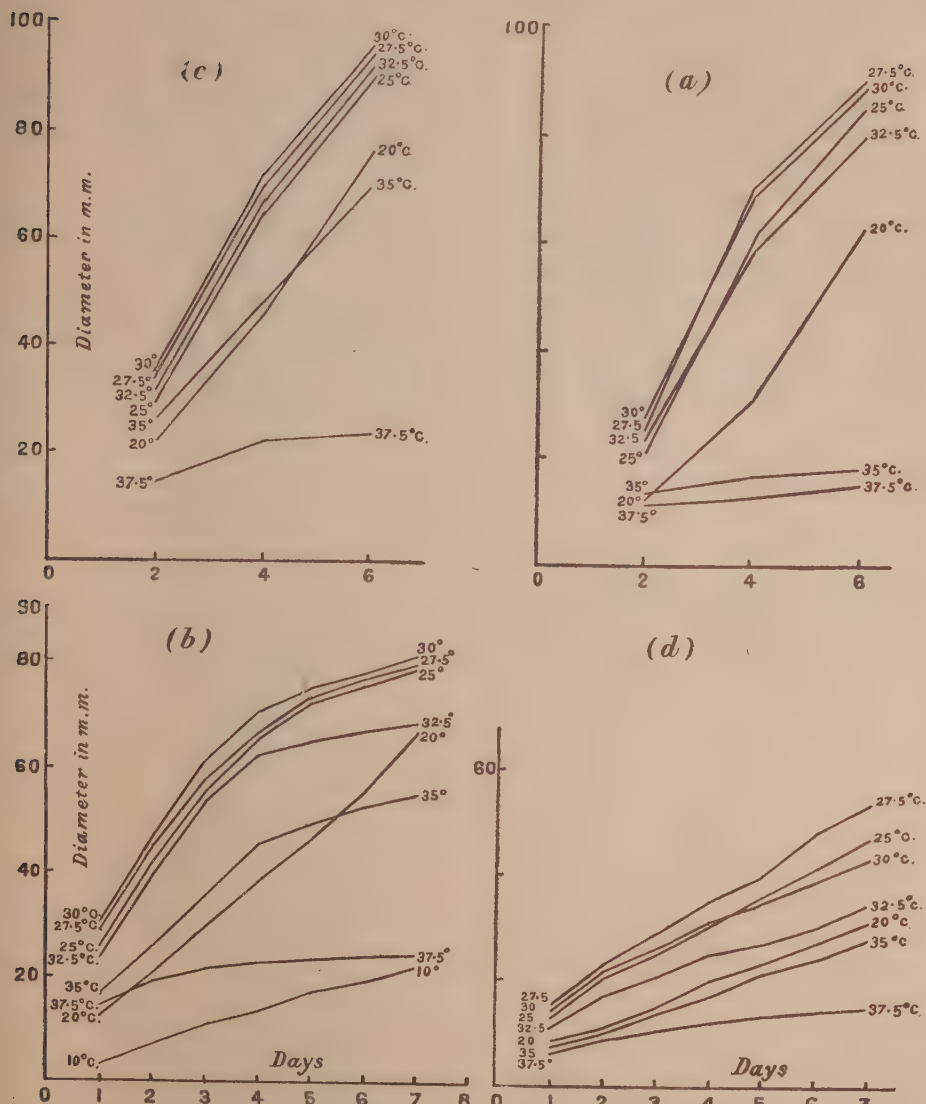 100
80
60
40
20
0
2
4
6
Diameter in m.m.
(c)
30°C.
27.5°C.
32.5°C.
25°C.
20°C.
35°C.
37.5°C.
30°
27.5°
32.5°
25°
35°
20°
37.5°
100
0
2
4
6
(a)
27.5°C.
30°C.
25°C.
32.5°C.
20°C.
35°C.
37.5°C.
30°
27.5
32.5
25°
35°
20°
37.5°
80
80
60
40
20
0
1
2
3
4
5
6
7
8
Diameter in m.m.
Days
(b)
30°
27.5°
25°
32.5°
20°
35°
37.5°
10°
30°C.
27.5°C.
25°C.
32.5°C.
35°C.
37.5°C.
20°C.
10°C.
60
0
1
2
3
4
5
6
7
Days
(d)
27.5°C.
25°C.
30°C.
32.5°C.
20°C.
35°C
37.5°C.
27.5
30
25
32.5
20
35
37.5°